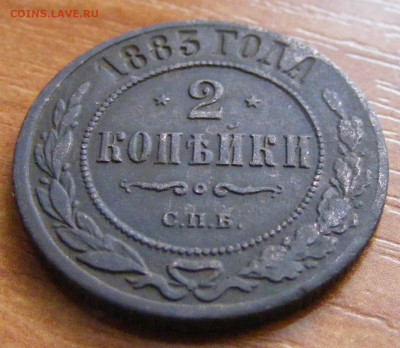 COINS.LAVE.RU
1883 ГОДА
2
КОПѢЙКИ
С.П.Б.